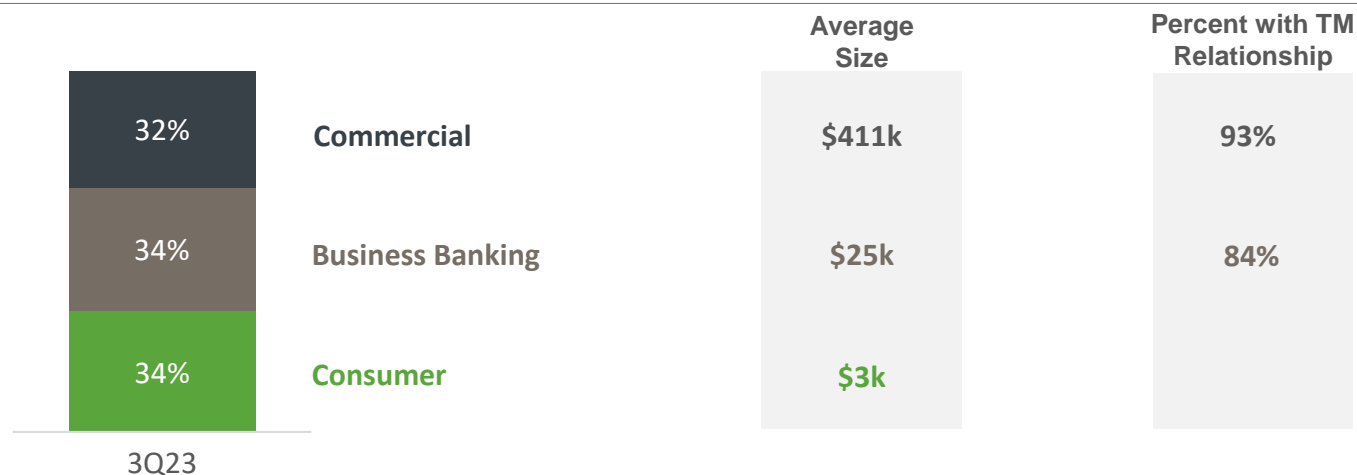 Average
Size
Percent with TM
Relationship
32%
Commercial
$411k
93%
34%
Business Banking
$25k
84%
34%
Consumer
$3k
3Q23